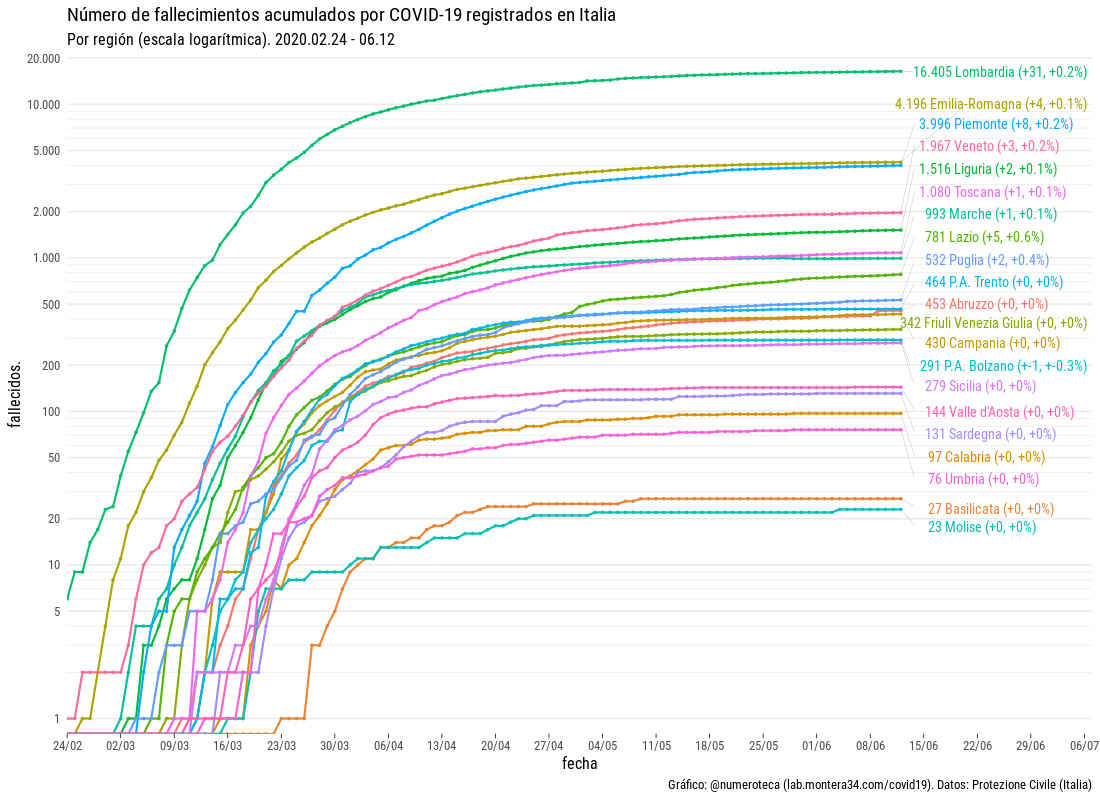 Número de fallecimientos acumulados por COVID-19 registrados en Italia
Por región (escala logarítmica). 2020.02.24 - 06.12
20.000
10.000
5.000
2.000
1.000
500
200
100
50
20
10
5
1
fallecidos.
16.405 Lombardia (+31, +0.2%)
4.196 Emilia-Romagna (+4, +0.1%)
3.996 Piemonte (+8, +0.2%)
1.967 Veneto (+3, +0.2%)
1.516 Liguria (+2, +0.1%)
1.080 Toscana (+1, +0.1%)
993 Marche (+1, +0.1%)
781 Lazio (+5, +0.6%)
532 Puglia (+2, +0.4%)
464 P.A. Trento (+0, +0%)
453 Abruzzo (+0, +0%)
342 Friuli Venezia Giulia (+0, +0%)
430 Campania (+0, +0%)
291 P.A. Bolzano (+-1, +-0.3%)
279 Sicilia (+0, +0%)
144 Valle d'Aosta (+0, +0%)
131 Sardegna (+0, +0%)
97 Calabria (+0, +0%)
76 Umbria (+0, +0%)
27 Basilicata (+0, +0%)
23 Molise (+0, +0%)
24/02 02/03 09/03 16/03 23/03 30/03 06/04 13/04 20/04 27/04 04/05 11/05 18/05 25/05 01/06 08/06 15/06 22/06 29/06 06/07
fecha
Gráfico: @numeroteca (lab.montera34.com/covid19). Datos: Protezione Civile (Italia)